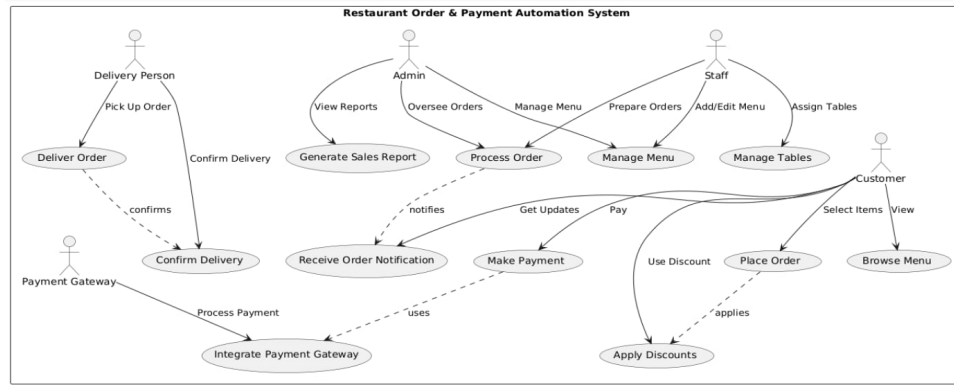 Restaurant Order & Payment Automation System
Delivery Person
Admin
Staff
Pick Up Order
View Reports
Oversee Orders
Manage Menu
Prepare Orders
Add/Edit Menu
Assign Tables
Deliver Order
Confirm Delivery
Generate Sales Report
Process Order
Manage Menu
Manage Tables
Customer
confirms
notifies
Get Updates
Pay
Select Items
View
Confirm Delivery
Receive Order Notification
Make Payment
Use Discount
Place Order
Browse Menu
Payment Gateway
Process Payment
uses
applies
Integrate Payment Gateway
Apply Discounts